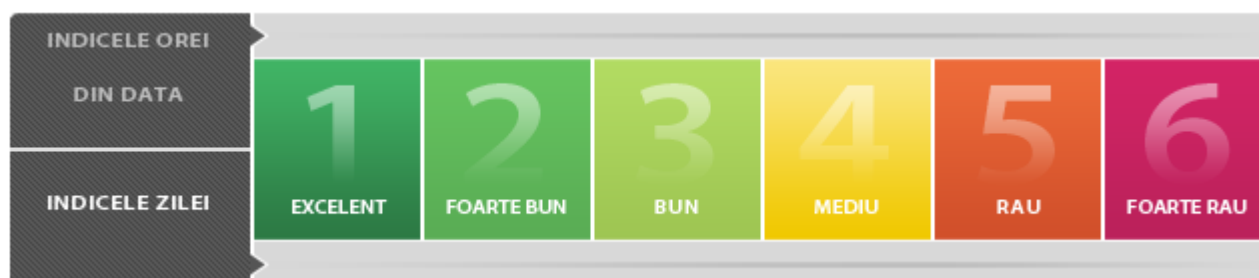 INDICELE OREI
DIN DATA
INDICELE ZILEI
1
EXCELENT
2
FOARTE BUN
3
BUN
4
MEDIU
5
RAU
6
FOARTE RAU